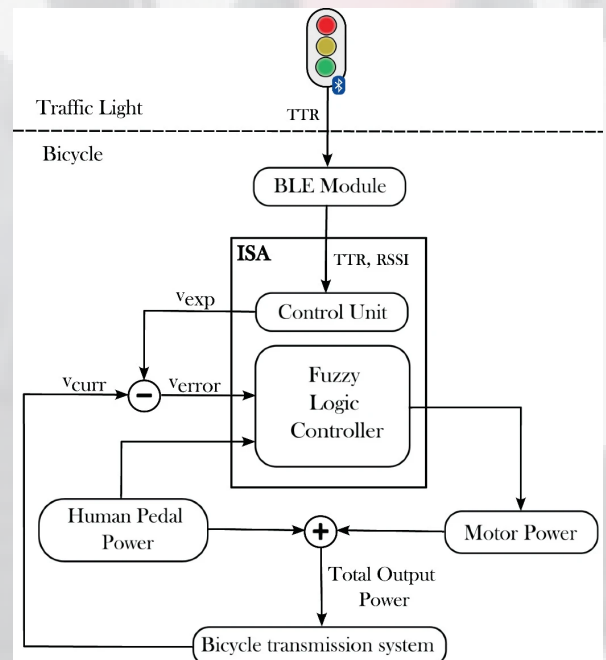 Traffic Light
TTR
Bicycle
BLE Module
ISA
TTR, RSSI
vexp
Control Unit
vcurr
−
verror
Fuzzy
Logic
Controller
Human Pedal
Power
+
Motor Power
Total Output
Power
Bicycle transmission system